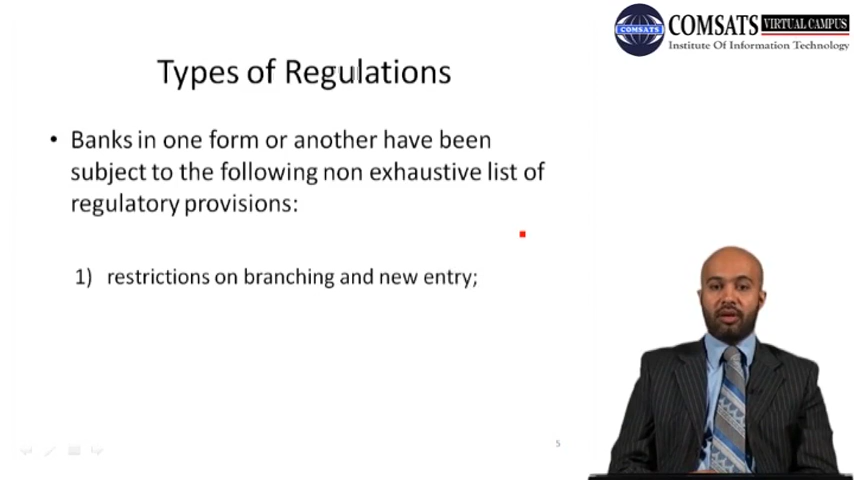 COMSATS VIRTUAL CAMPUS
Institute Of Information Technology
COMSATS
Types of Regulations
• Banks in one form or another have been
subject to the following non exhaustive list of
regulatory provisions:
1) restrictions on branching and new entry;
5